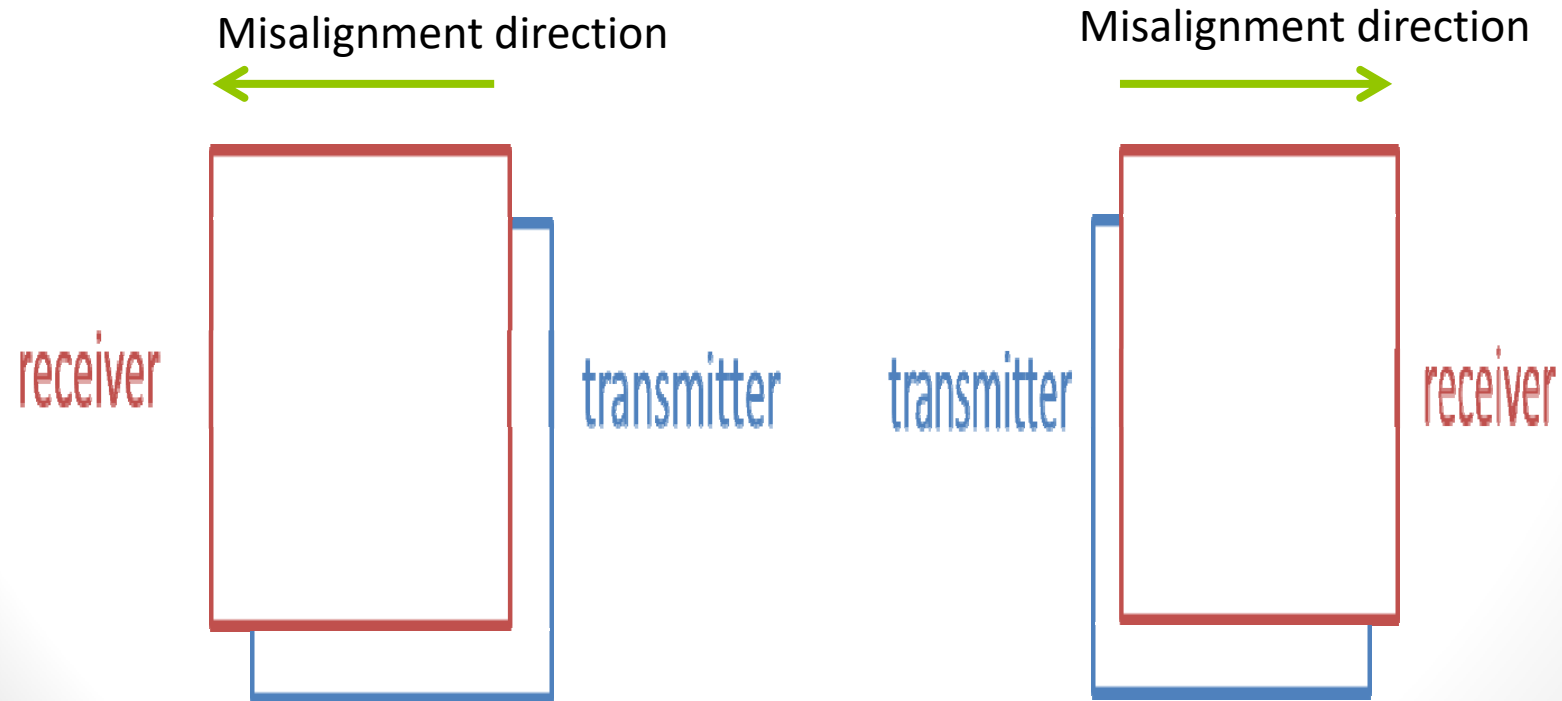 Misalignment direction
Misalignment direction
receiver
transmitter
transmitter
receiver